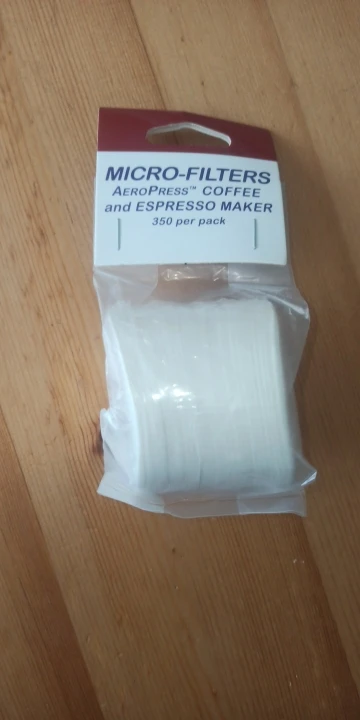 MICRO-FILTERS
AEROPRESS™ COFFEE
and ESPRESSO MAKER
350 per pack